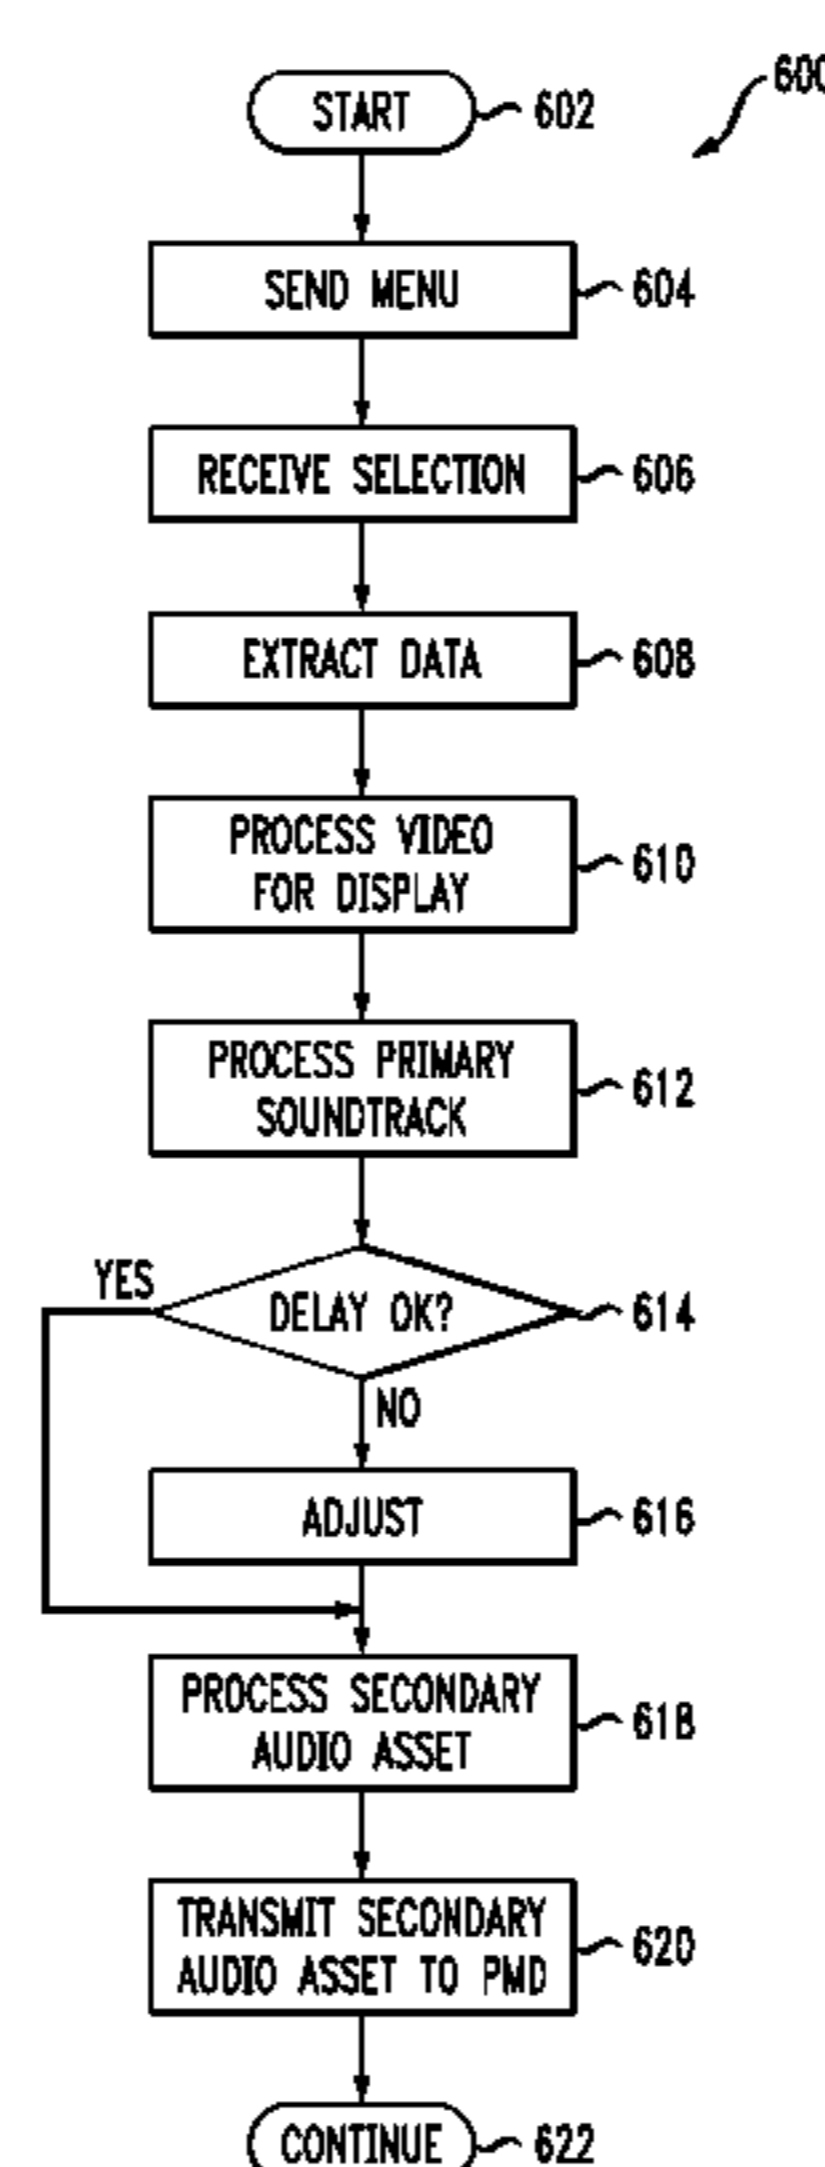 600
START 602
SEND MENU 604
RECEIVE SELECTION 606
EXTRACT DATA 608
PROCESS VIDEO
FOR DISPLAY
610
PROCESS PRIMARY
SOUNDTRACK
612
YES
DELAY OK? 614
NO
ADJUST 616
PROCESS SECONDARY
AUDIO ASSET
618
TRANSMIT SECONDARY
AUDIO ASSET TO PMD
620
CONTINUE 622